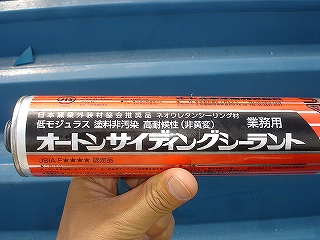 日本窯業外装材協会推奨品 ネオウレタンシーリング材
低モジュラス 塗料非汚染 高耐候性(非黄変) 業務用
オートンサイディングシーラント
JSIA F★★★★ 認定品